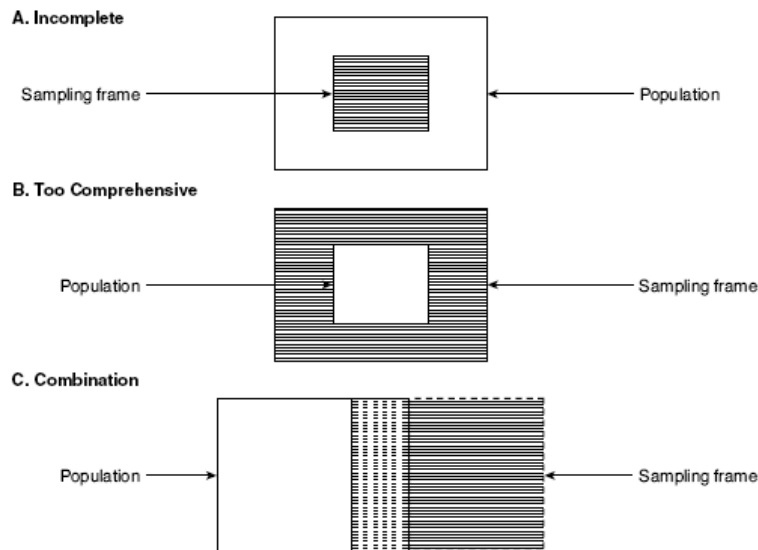 A. Incomplete
Sampling frame
Population
B. Too Comprehensive
Population
Sampling frame
C. Combination
Population
Sampling frame